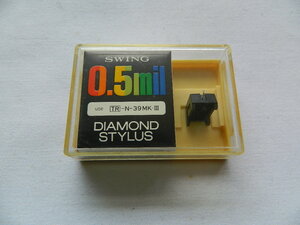 SWING
0.5mil
USE TR-N-39MK-III
DIAMOND
STYLUS